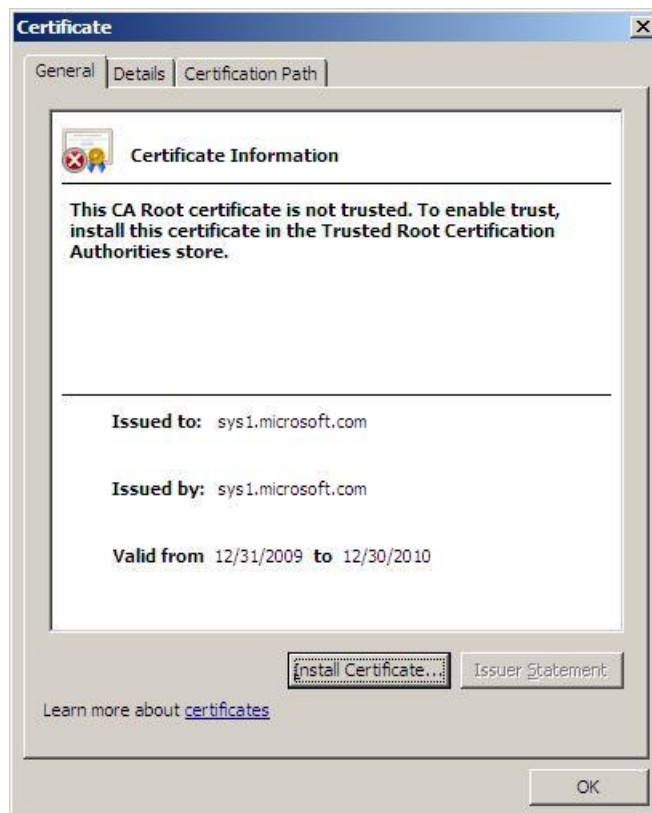 Certificate
General Details Certification Path
Certificate Information
This CA Root certificate is not trusted. To enable trust,
install this certificate in the Trusted Root Certification
Authorities store.
Issued to: sys1.microsoft.com
Issued by: sys1.microsoft.com
Valid from 12/31/2009 to 12/30/2010
Install Certificate... Issuer Statement
Learn more about certificates
OK